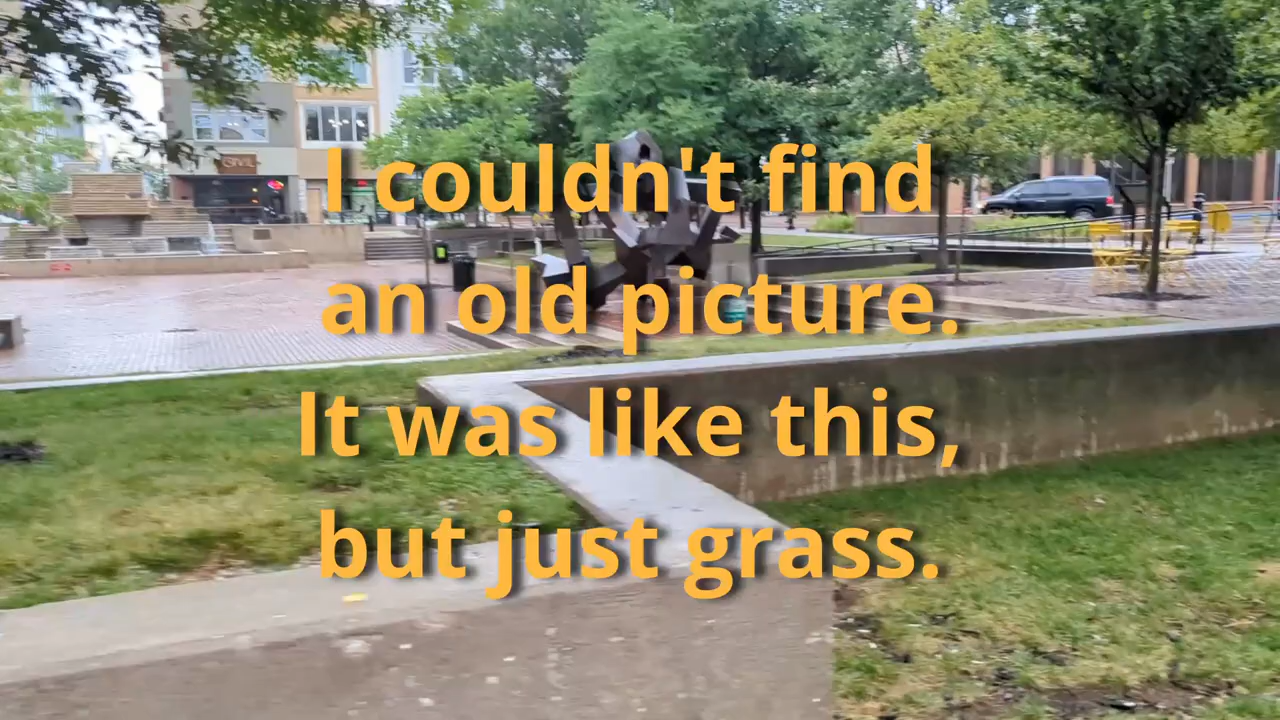 I couldn't find
an old picture.
It was like this,
but just grass.